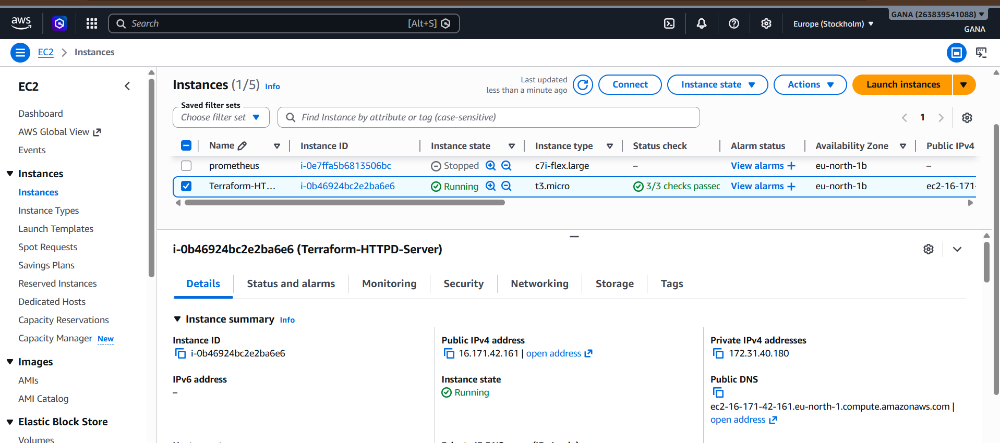 aws
Search
[Alt+S]
Europe (Stockholm)
GANA (263839541088)
GANA
EC2
Instances
EC2
Dashboard
AWS Global View
Events
Instances
Instances
Instance Types
Launch Templates
Spot Requests
Savings Plans
Reserved Instances
Dedicated Hosts
Capacity Reservations
Capacity Manager New
Images
AMIs
AMI Catalog
Elastic Block Store
Volumes
Instances (1/5) Info
Last updated
less than a minute ago
Connect
Instance state
Actions
Launch instances
Saved filter sets
Choose filter set
Find Instance by attribute or tag (case-sensitive)
1
Name Instance ID Instance state Instance type Status check Alarm status Availability Zone Public IPv4
prometheus i-0e7ffa5b6813506bc Stopped c7i-flex.large – View alarms + eu-north-1b –
Terraform-HT... i-0b46924bc2e2ba6e6 Running t3.micro 3/3 checks passed View alarms + eu-north-1b ec2-16-171-
i-0b46924bc2e2ba6e6 (Terraform-HTTPD-Server)
Details
Status and alarms
Monitoring
Security
Networking
Storage
Tags
Instance summary Info
Instance ID
i-0b46924bc2e2ba6e6
Public IPv4 address
16.171.42.161 | open address
Private IPv4 addresses
172.31.40.180
IPv6 address
–
Instance state
Running
Public DNS
ec2-16-171-42-161.eu-north-1.compute.amazonaws.com |
open address